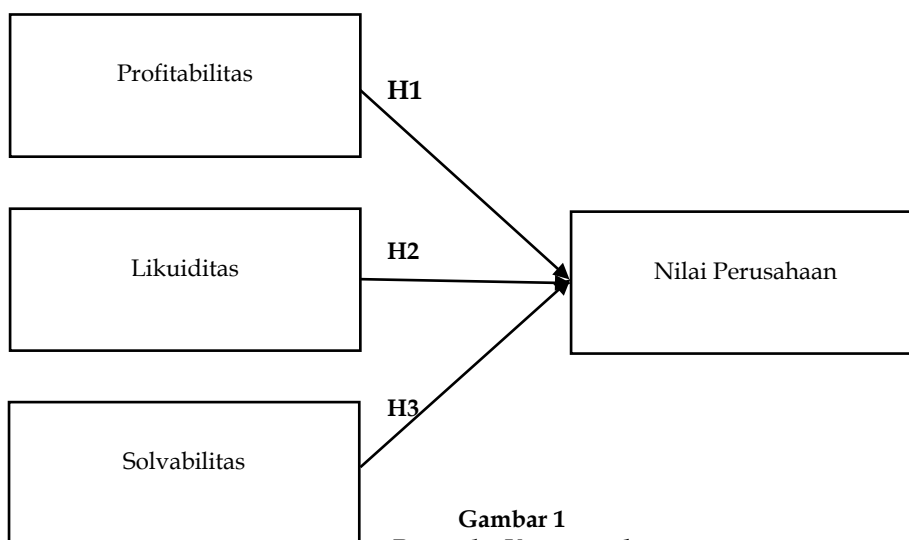 Profitabilitas
H1
Likuiditas
H2
Nilai Perusahaan
H3
Solvabilitas
Gambar 1